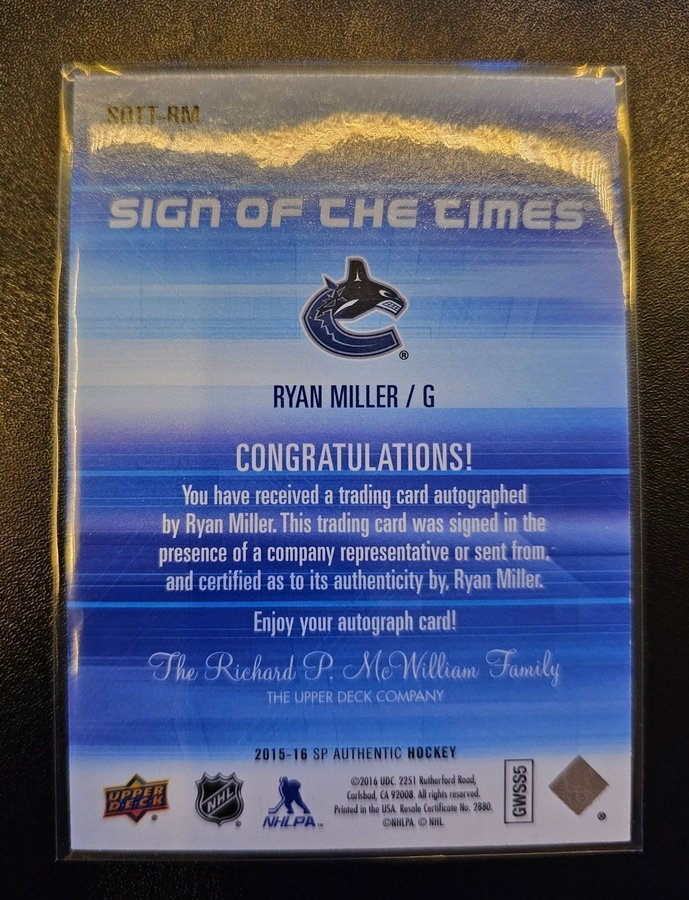 SOTT-RM
SIGN OF THE TIMES
®
RYAN MILLER / G
CONGRATULATIONS!
You have received a trading card autographed
by Ryan Miller. This trading card was signed in the
presence of a company representative or sent from,
and certified as to its authenticity by, Ryan Miller.
Enjoy your autograph card!
The Richard P. McWilliam Family
THE UPPER DECK COMPANY
2015-16 SP AUTHENTIC HOCKEY
UPPER
DECK
®
NHL
®
NHLPA™
©2016 UDC. 2251 Rutherford Road,
Carlsbad, CA 92008. All rights reserved.
Printed in the USA. Resale Certificate No. 2880.
©NHLPA. © NHL.
GWSS5
®